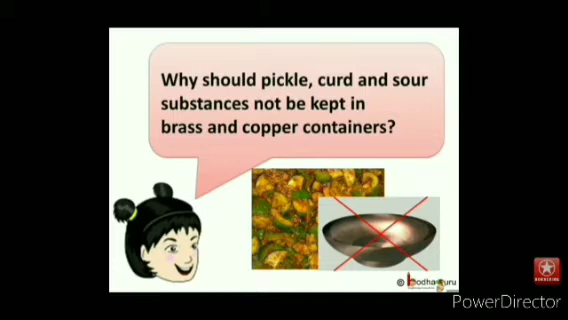 Why should pickle, curd and sour
substances not be kept in
brass and copper containers?
PowerDirector